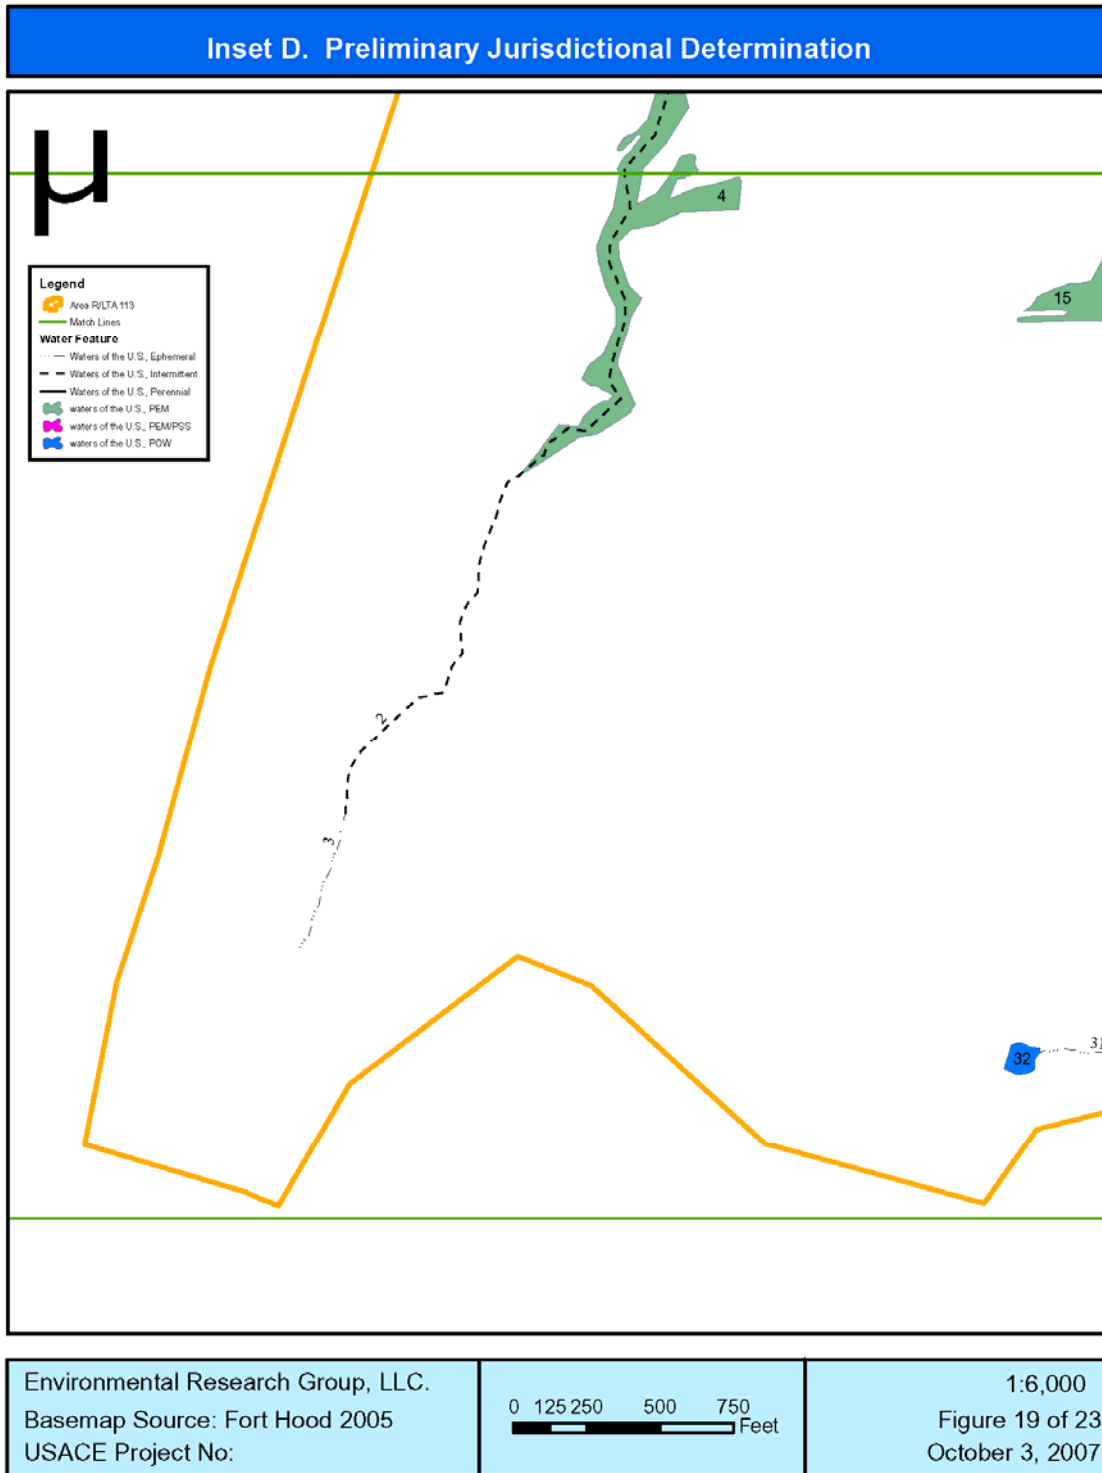 Inset D. Preliminary Jurisdictional Determination
µ
4
15
Legend
Area R/LTA 113
Match Lines
Water Feature
Waters of the U.S., Ephemeral
Waters of the U.S., Intermittent
Waters of the U.S., Perennial
waters of the U.S., PEM
waters of the U.S., PEM/PSS
waters of the U.S., POW
2
3
31
32
Environmental Research Group, LLC.
Basemap Source: Fort Hood 2005
USACE Project No:
0 125 250 500 750
Feet
1:6,000
Figure 19 of 23
October 3, 2007